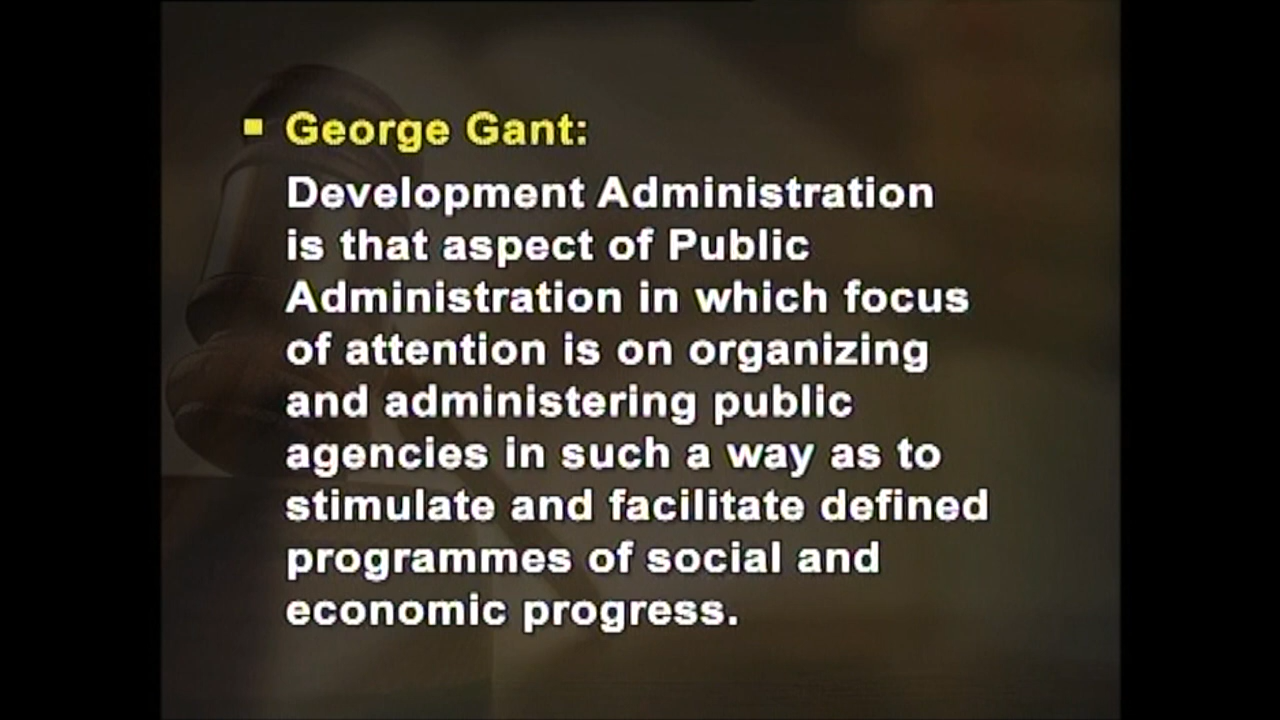 George Gant:
Development Administration
is that aspect of Public
Administration in which focus
of attention is on organizing
and administering public
agencies in such a way as to
stimulate and facilitate defined
programmes of social and
economic progress.